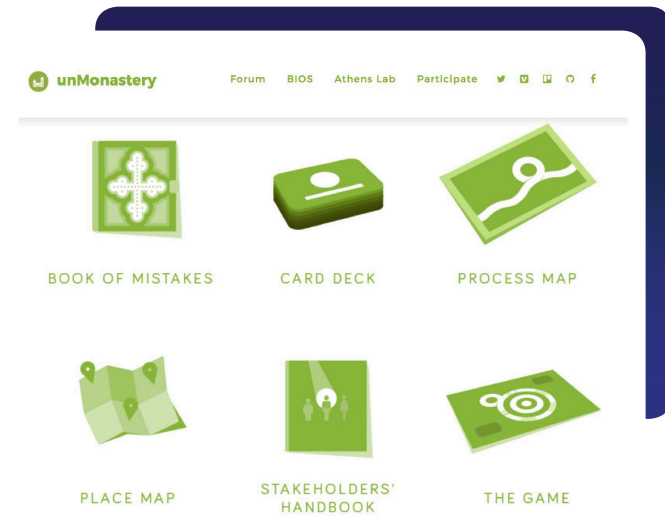 unMonastery
Forum BIOS Athens Lab Participate
BOOK OF MISTAKES
CARD DECK
PROCESS MAP
PLACE MAP
STAKEHOLDERS'
HANDBOOK
THE GAME